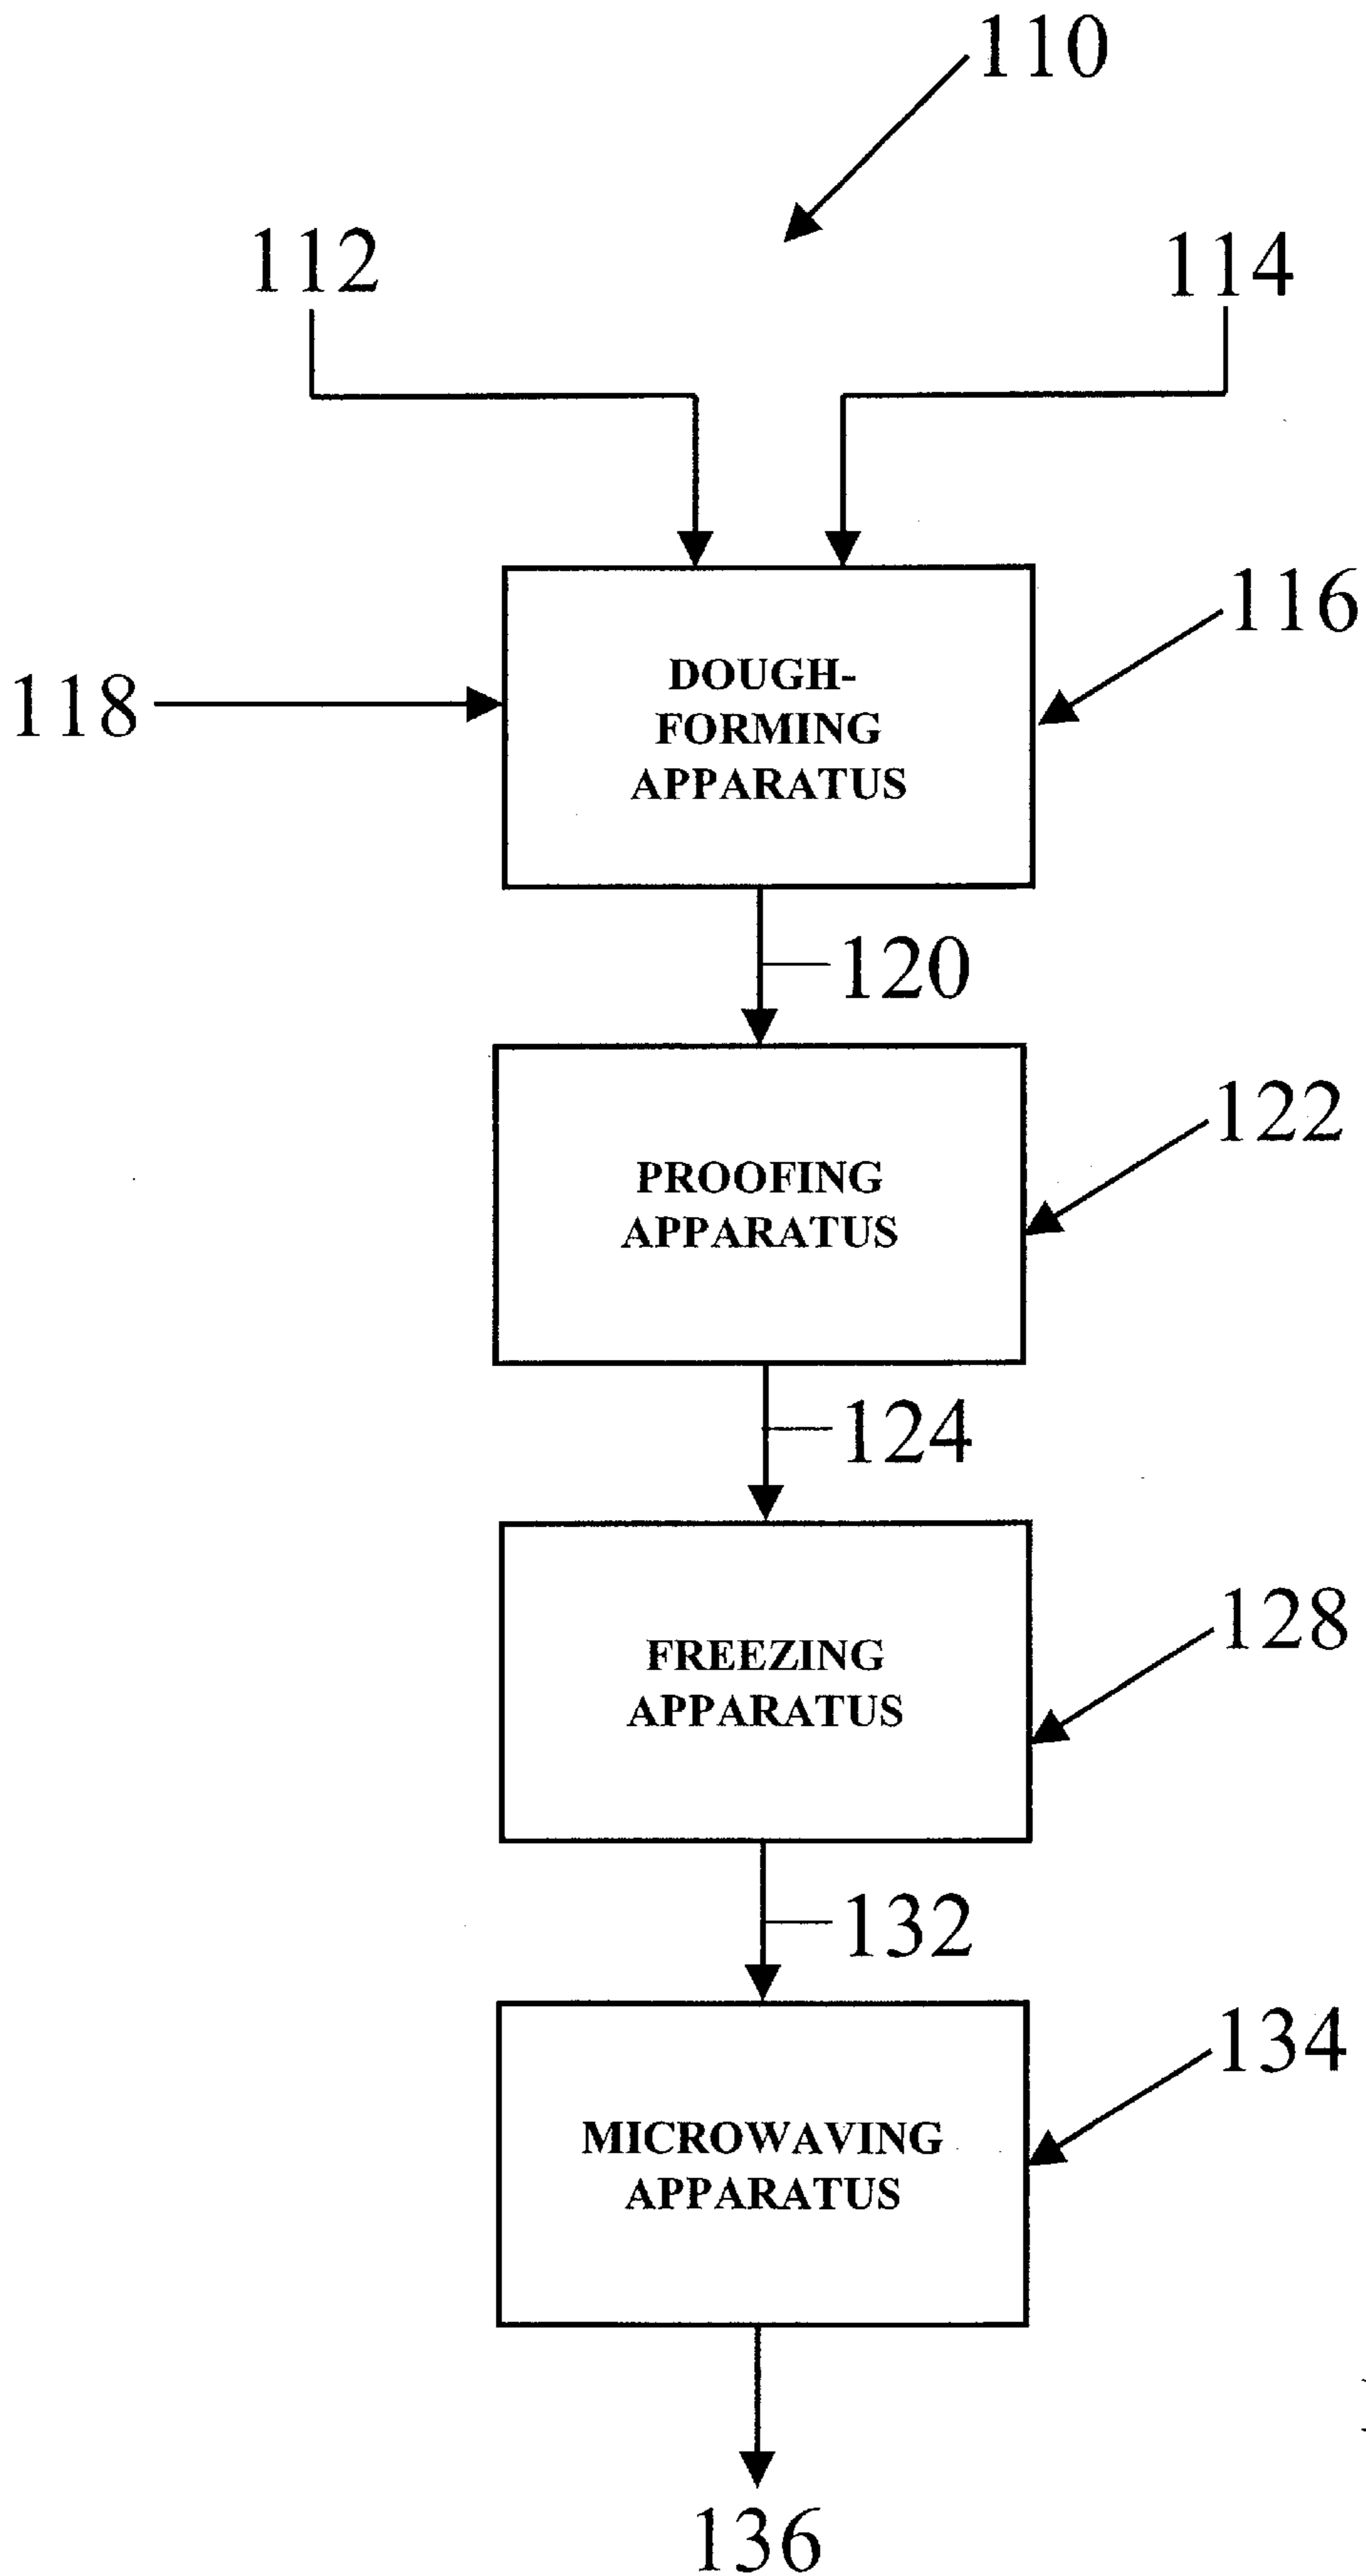 110
112
114
116
118
DOUGH-
FORMING
APPARATUS
120
PROOFING
APPARATUS
122
124
FREEZING
APPARATUS
128
132
MICROWAVING
APPARATUS
134
136